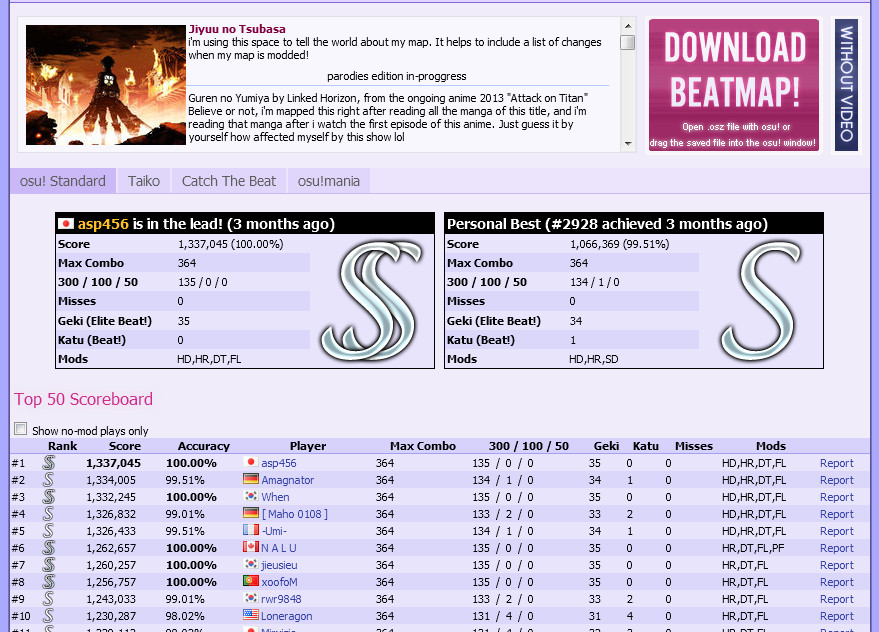 Jiyuu no Tsubasa
i'm using this space to tell the world about my map. It helps to include a list of changes
when my map is modded!
parodies edition in-proggress
Guren no Yumiya by Linked Horizon, from the ongoing anime 2013 "Attack on Titan"
Believe or not, i'm mapped this right after reading all the manga of this title, and i'm
reading that manga after i watch the first episode of this anime. Just guess it by
yourself how affected myself by this show lol
DOWNLOAD
BEATMAP!
Open .osz file with osu! or
drag the saved file into the osu! window!
WITHOUT VIDEO
osu! Standard Taiko Catch The Beat osu!mania
asp456 is in the lead! (3 months ago)
Score 1,337,045 (100.00%)
Max Combo 364
300 / 100 / 50 135 / 0 / 0
Misses 0
Geki (Elite Beat!) 35
Katu (Beat!) 0
Mods HD,HR,DT,FL
SS
Personal Best (#2928 achieved 3 months ago)
Score 1,066,369 (99.51%)
Max Combo 364
300 / 100 / 50 134 / 1 / 0
Misses 0
Geki (Elite Beat!) 34
Katu (Beat!) 1
Mods HD,HR,SD
S
Top 50 Scoreboard
Show no-mod plays only
Rank Score Accuracy Player Max Combo 300 / 100 / 50 Geki Katu Misses Mods
#1 SS 1,337,045 100.00% asp456 364 135 / 0 / 0 35 0 0 HD,HR,DT,FL Report
#2 S 1,334,005 99.51% Amagnator 364 134 / 1 / 0 34 1 0 HD,HR,DT,FL Report
#3 SS 1,332,245 100.00% When 364 135 / 0 / 0 35 0 0 HD,HR,DT,FL Report
#4 S 1,326,832 99.01% [ Maho 0108 ] 364 133 / 2 / 0 33 2 0 HD,HR,DT,FL Report
#5 S 1,326,433 99.51% -Umi- 364 134 / 1 / 0 34 1 0 HD,HR,DT,FL Report
#6 SS 1,262,657 100.00% N A L U 364 135 / 0 / 0 35 0 0 HR,DT,FL,PF Report
#7 SS 1,260,257 100.00% jieusieu 364 135 / 0 / 0 35 0 0 HR,DT,FL Report
#8 SS 1,256,757 100.00% xoofoM 364 135 / 0 / 0 35 0 0 HR,DT,FL Report
#9 S 1,243,033 99.01% rwr9848 364 133 / 2 / 0 33 2 0 HR,DT,FL Report
#10 S 1,230,287 98.02% Loneragon 364 131 / 4 / 0 31 4 0 HR,DT,FL Report